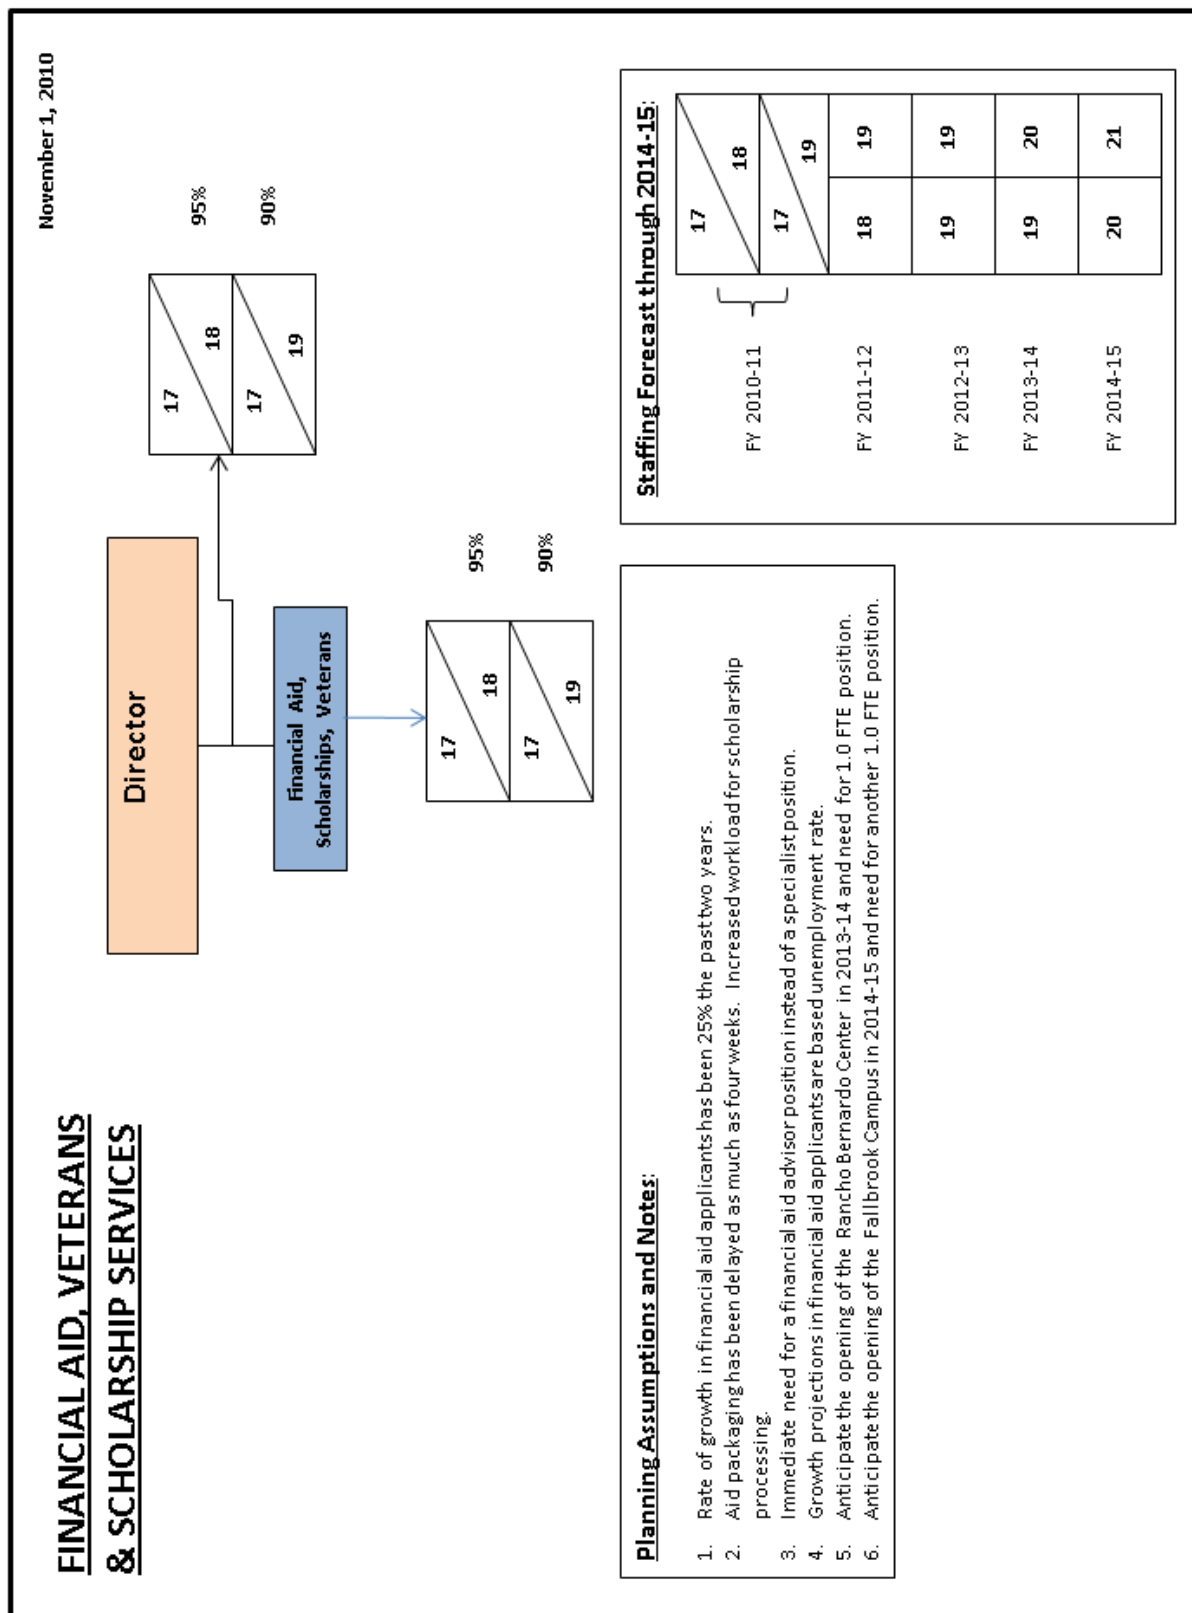 FINANCIAL AID, VETERANS
& SCHOLARSHIP SERVICES
November 1, 2010
Director
17
18
95%
17
19
90%
Financial Aid,
Scholarships, Veterans
17
18
95%
17
19
90%
Planning Assumptions and Notes:
1. Rate of growth in financial aid applicants has been 25% the past two years.
2. Aid packaging has been delayed as much as four weeks. Increased workload for scholarship
processing.
3. Immediate need for a financial aid advisor position instead of a specialist position.
4. Growth projections in financial aid applicants are based unemployment rate.
5. Anticipate the opening of the Rancho Bernardo Center in 2013-14 and need for 1.0 FTE position.
6. Anticipate the opening of the Fallbrook Campus in 2014-15 and need for another 1.0 FTE position.
Staffing Forecast through 2014-15:
FY 2010-11
17
18
17
19
FY 2011-12 18 19
FY 2012-13 19 19
FY 2013-14 19 20
FY 2014-15 20 21